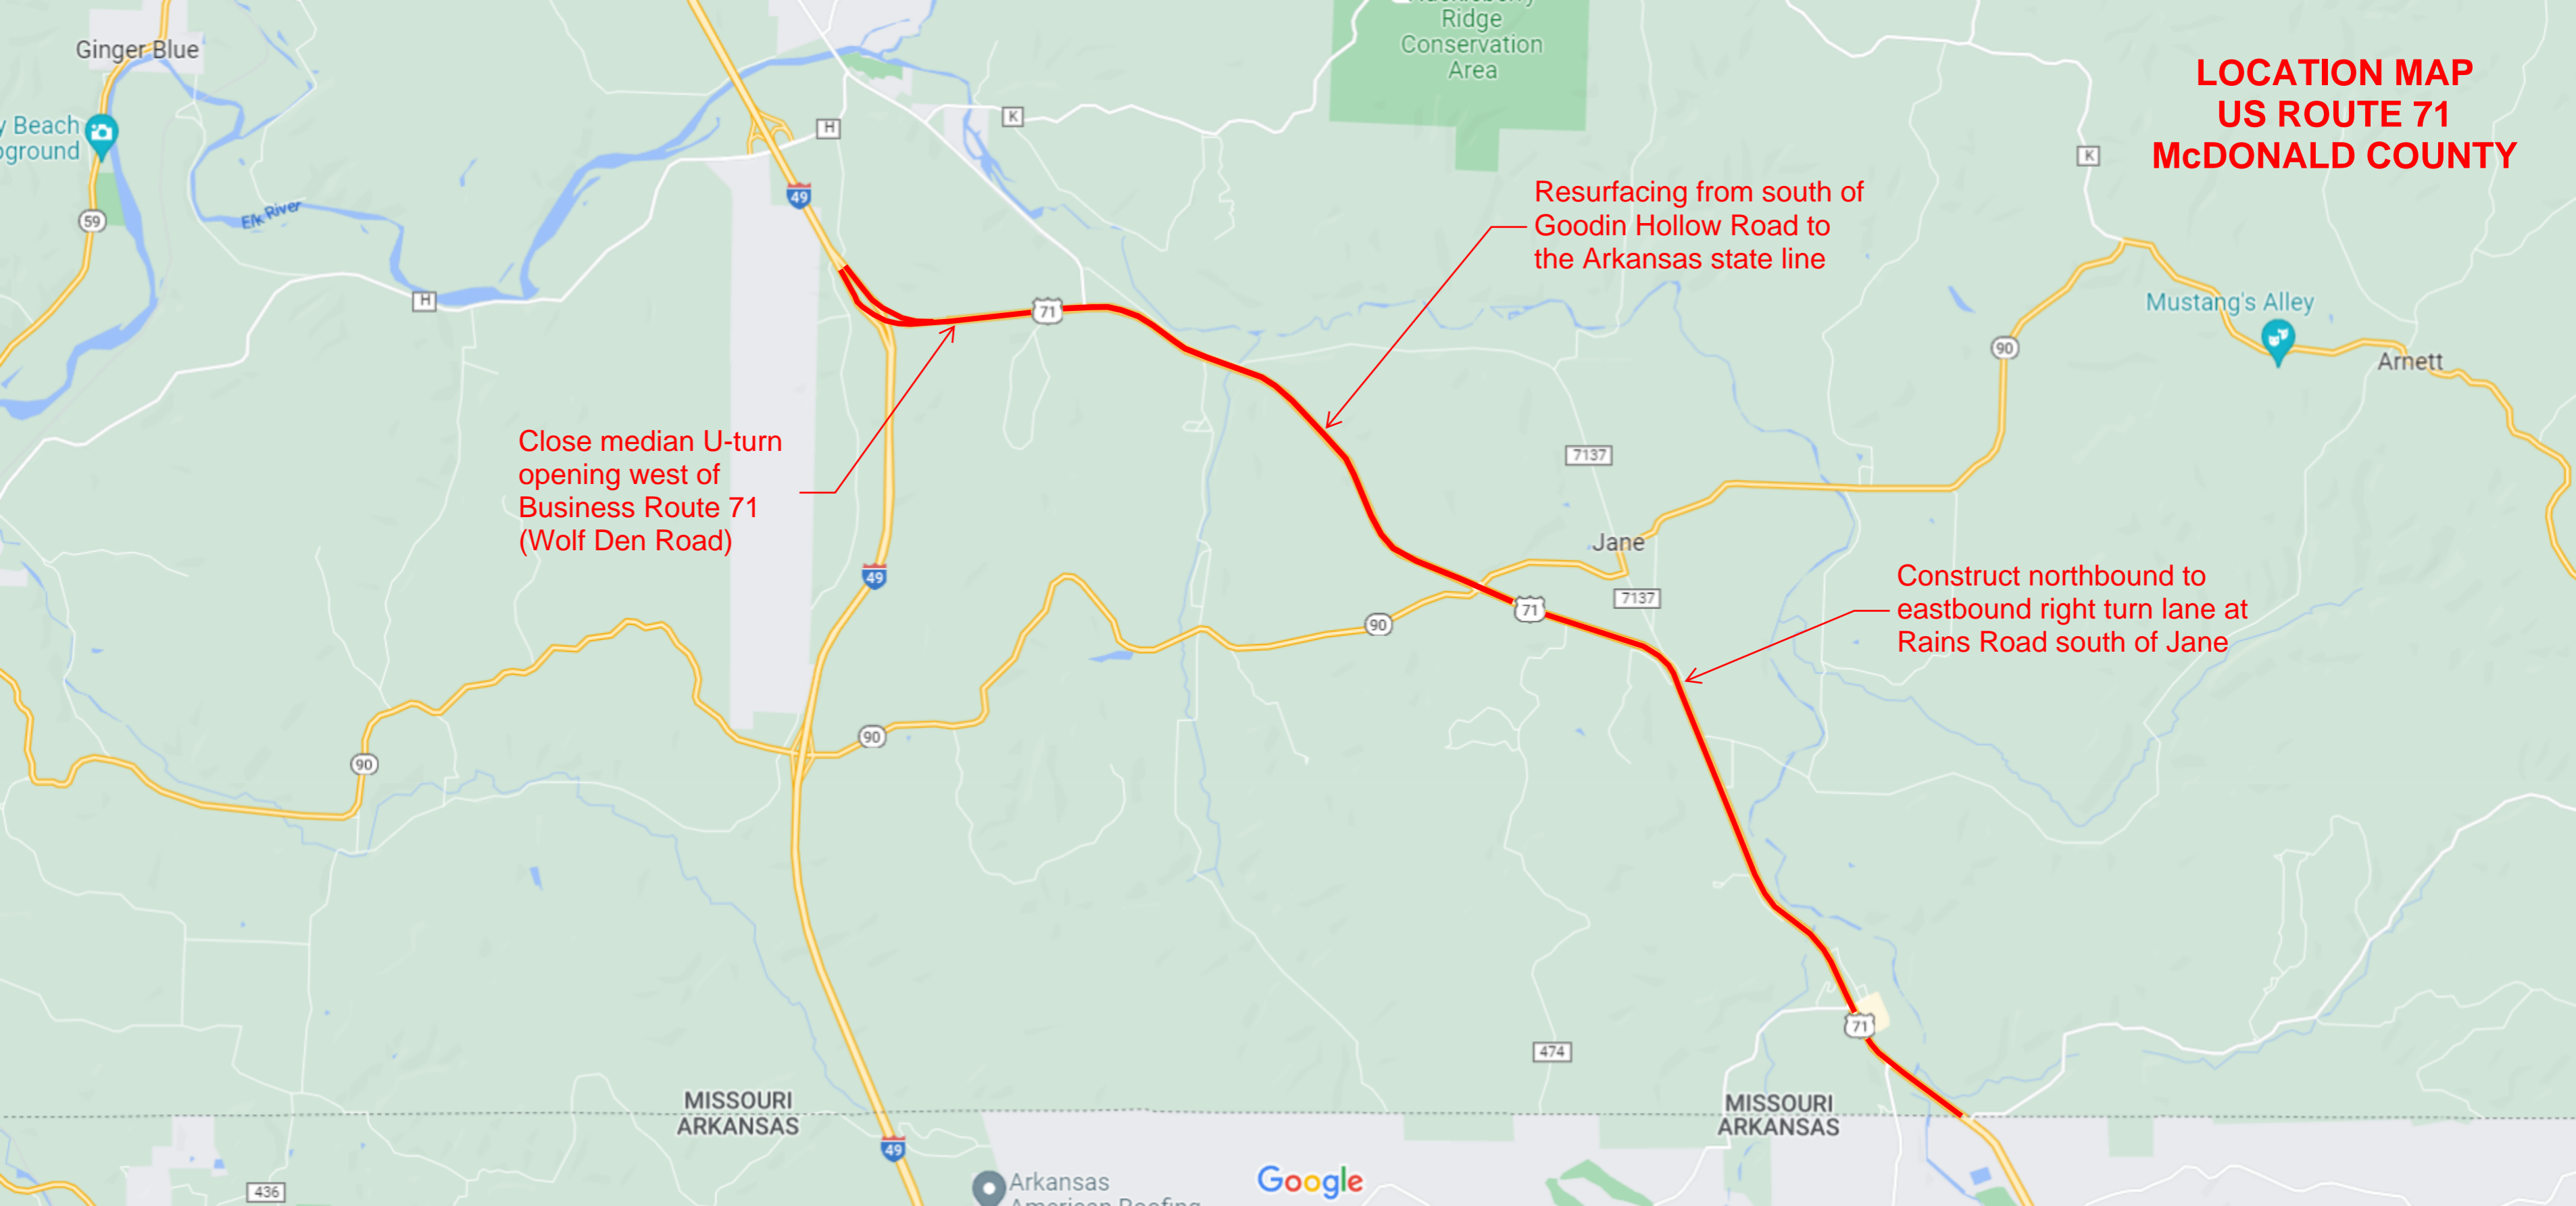 Ginger Blue
y Beach
ground
59
Elk River
H
H
K
49
Ridge
Conservation
Area
LOCATION MAP
US ROUTE 71
McDONALD COUNTY
K
Resurfacing from south of
Goodin Hollow Road to
the Arkansas state line
71
Mustang's Alley
90
Arnett
Close median U-turn
opening west of
Business Route 71
(Wolf Den Road)
7137
Jane
49
7137
71
90
Construct northbound to
eastbound right turn lane at
Rains Road south of Jane
90
90
71
474
MISSOURI
ARKANSAS
MISSOURI
ARKANSAS
49
436
Arkansas
American Roofing
Google